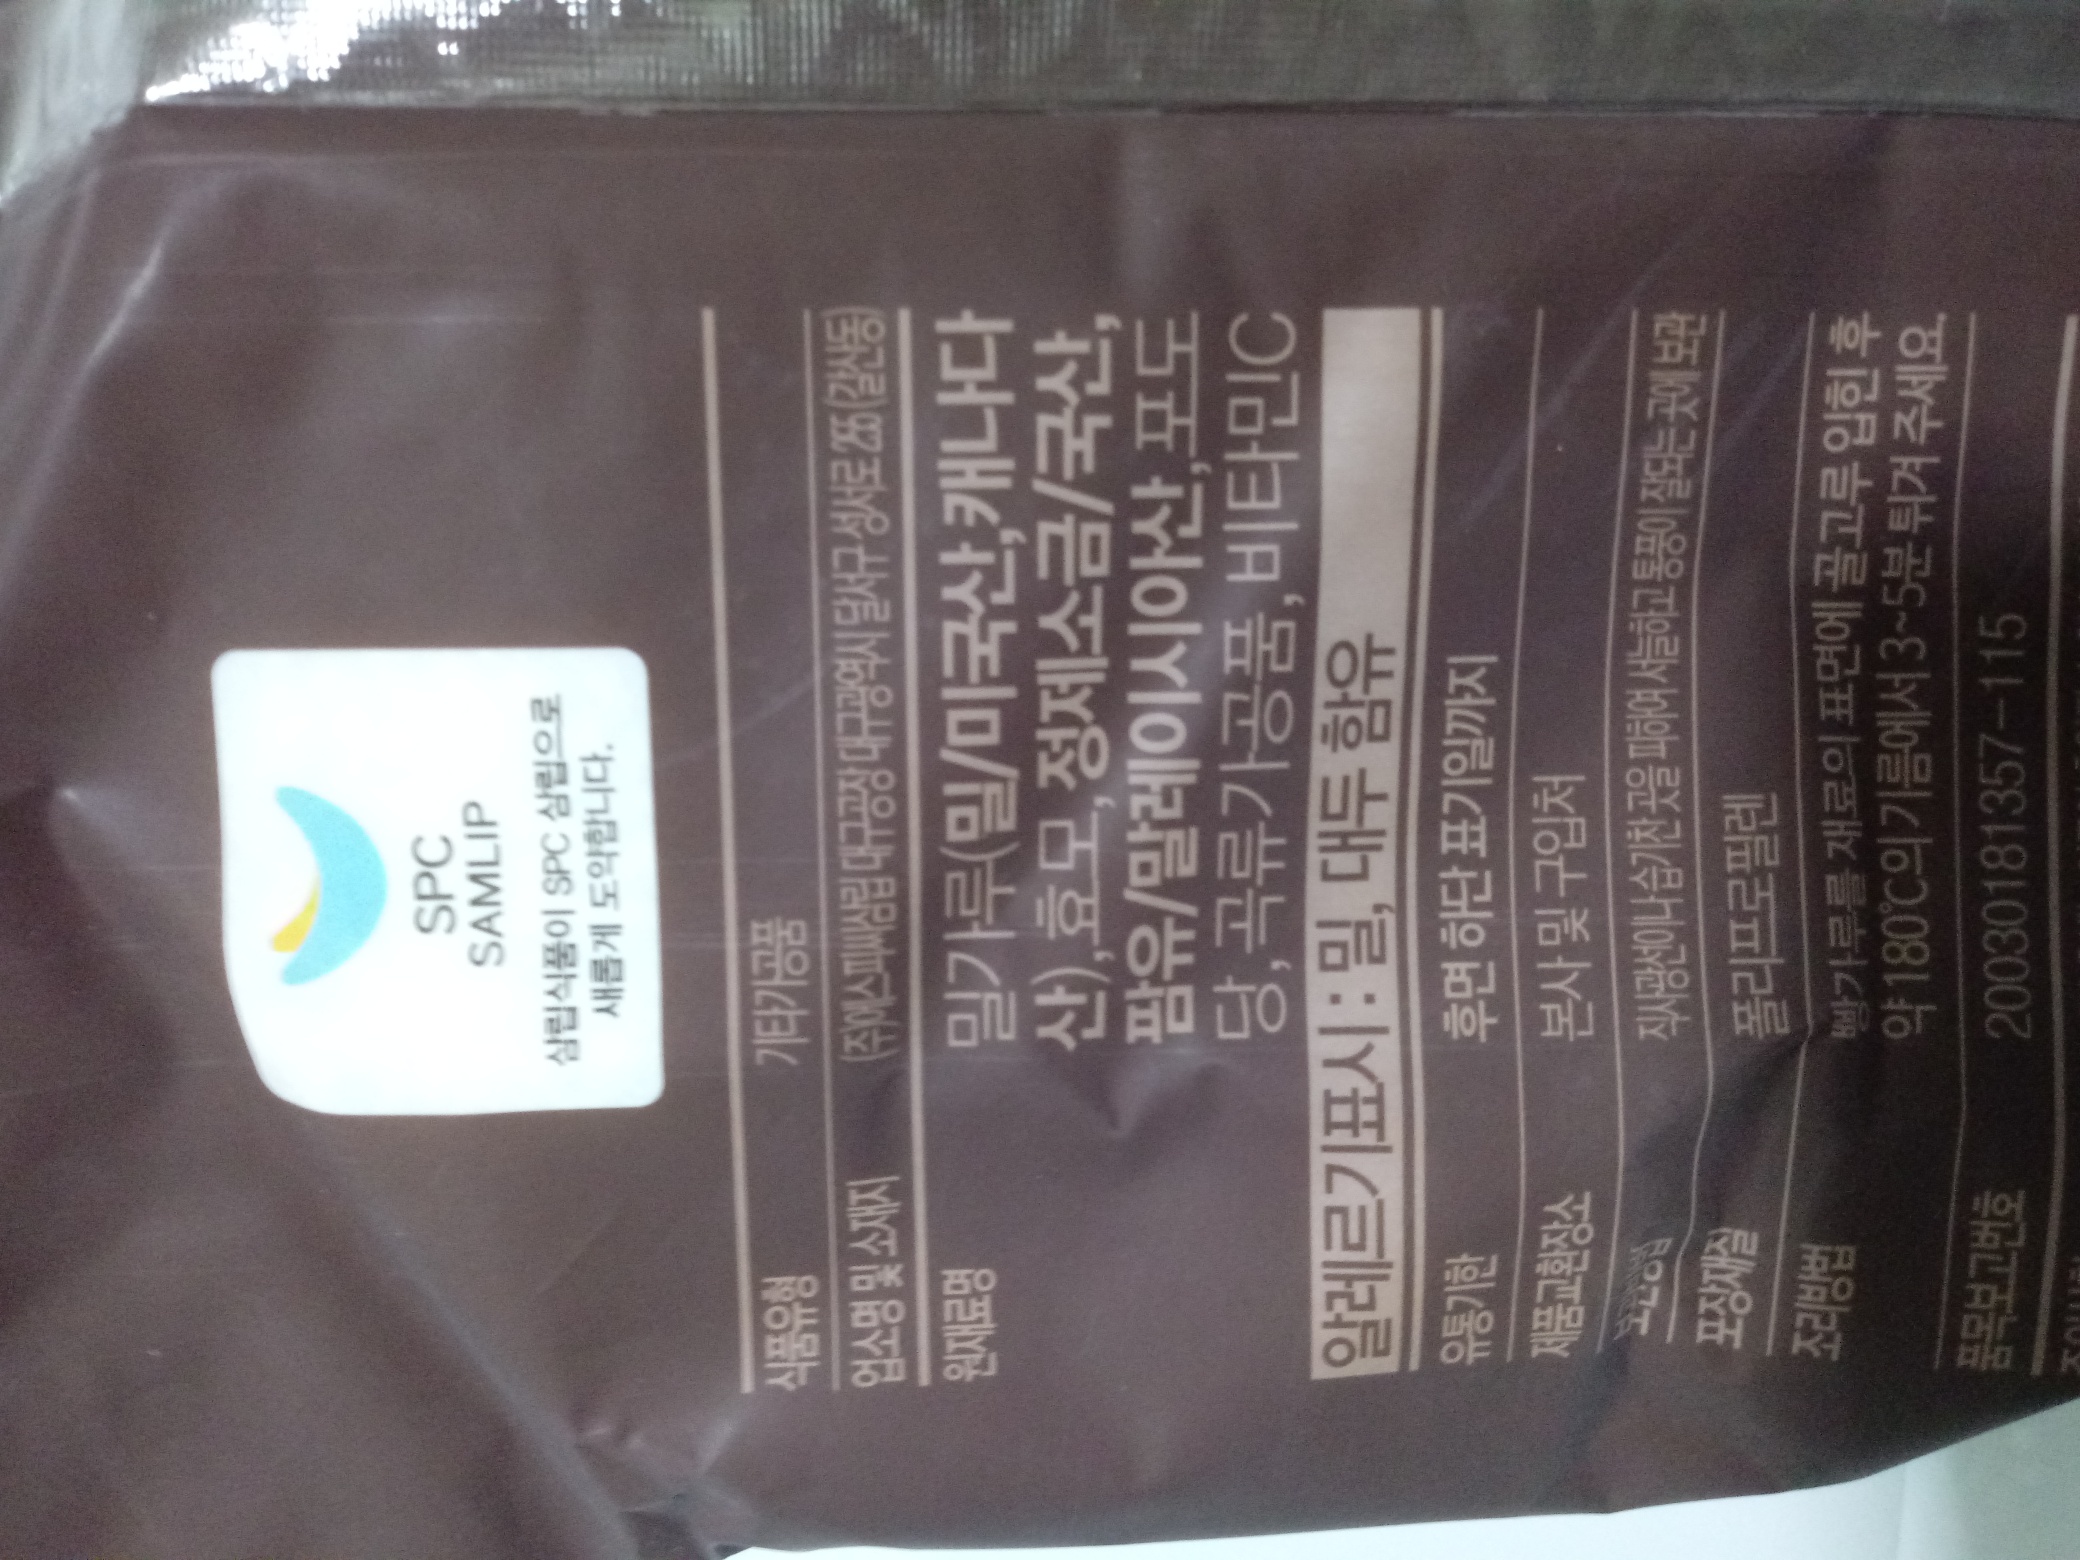 SPC
SAMLIP
삼립식품이 SPC 삼립으로
새롭게 도약합니다.
식품유형 기타가공품
업소명 및 소재지 (주)에스피씨삼립 대구공장 대구광역시 달서구 성서로 256 (갈산동)
원재료명 밀가루(밀/미국산,캐나다
산), 효모, 정제소금/국산,
팜유/말레이시아산, 포도
당, 곡류가공품, 비타민C
알레르기표시 : 밀, 대두 함유
유통기한 후면 하단 표기일까지
제품교환장소 본사 및 구입처
보관방법 직사광선이나 습기찬 곳을 피하여 서늘하고 통풍이 잘되는 곳에 보관
포장재질 폴리프로필렌
조리방법 빵가루를 재료의 표면에 골고루 입힌 후
약 180℃의 기름에서 3~5분 튀겨 주세요.
품목보고번호 20030181357-115